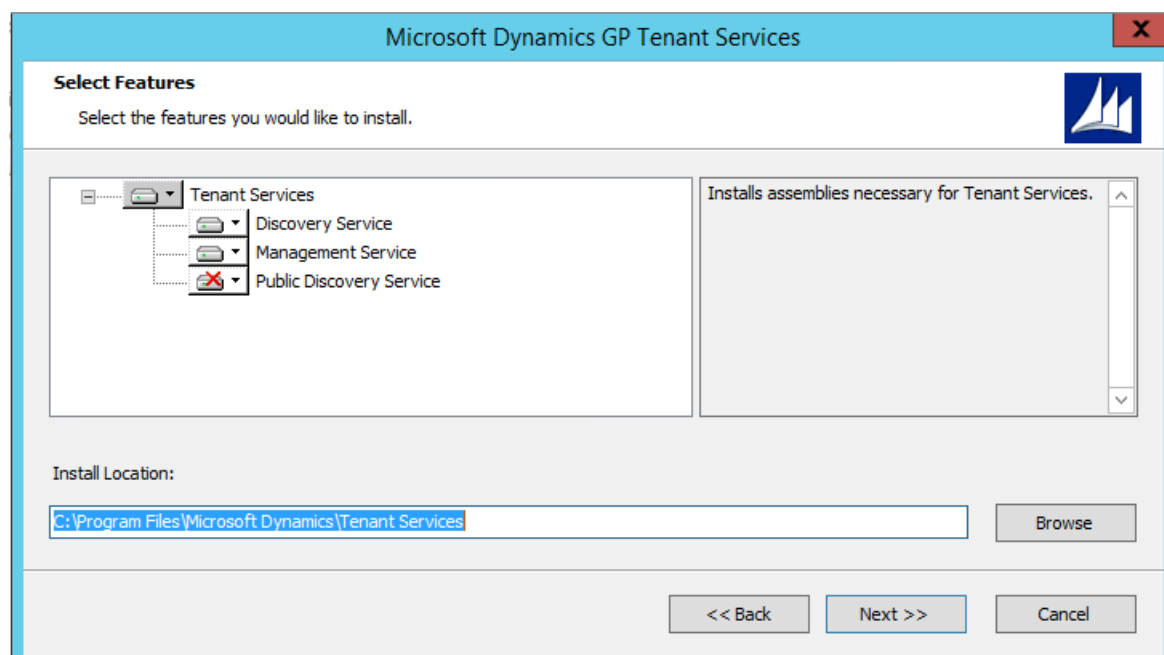 Microsoft Dynamics GP Tenant Services
X
Select Features
Select the features you would like to install.
Tenant Services
Discovery Service
Management Service
Public Discovery Service
Installs assemblies necessary for Tenant Services.
Install Location:
C:\Program Files\Microsoft Dynamics\Tenant Services
Browse
<< Back
Next >>
Cancel